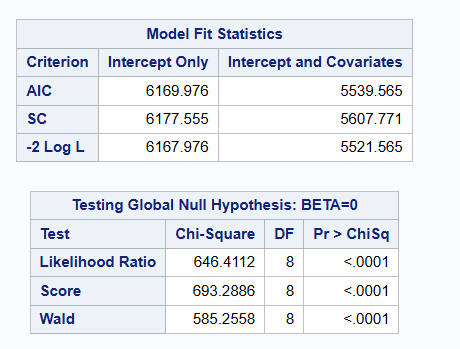 Model Fit Statistics
Criterion Intercept Only Intercept and Covariates
AIC 6169.976 5539.565
SC 6177.555 5607.771
-2 Log L 6167.976 5521.565
Testing Global Null Hypothesis: BETA=0
Test Chi-Square DF Pr > ChiSq
Likelihood Ratio 646.4112 8 <.0001
Score 693.2886 8 <.0001
Wald 585.2558 8 <.0001